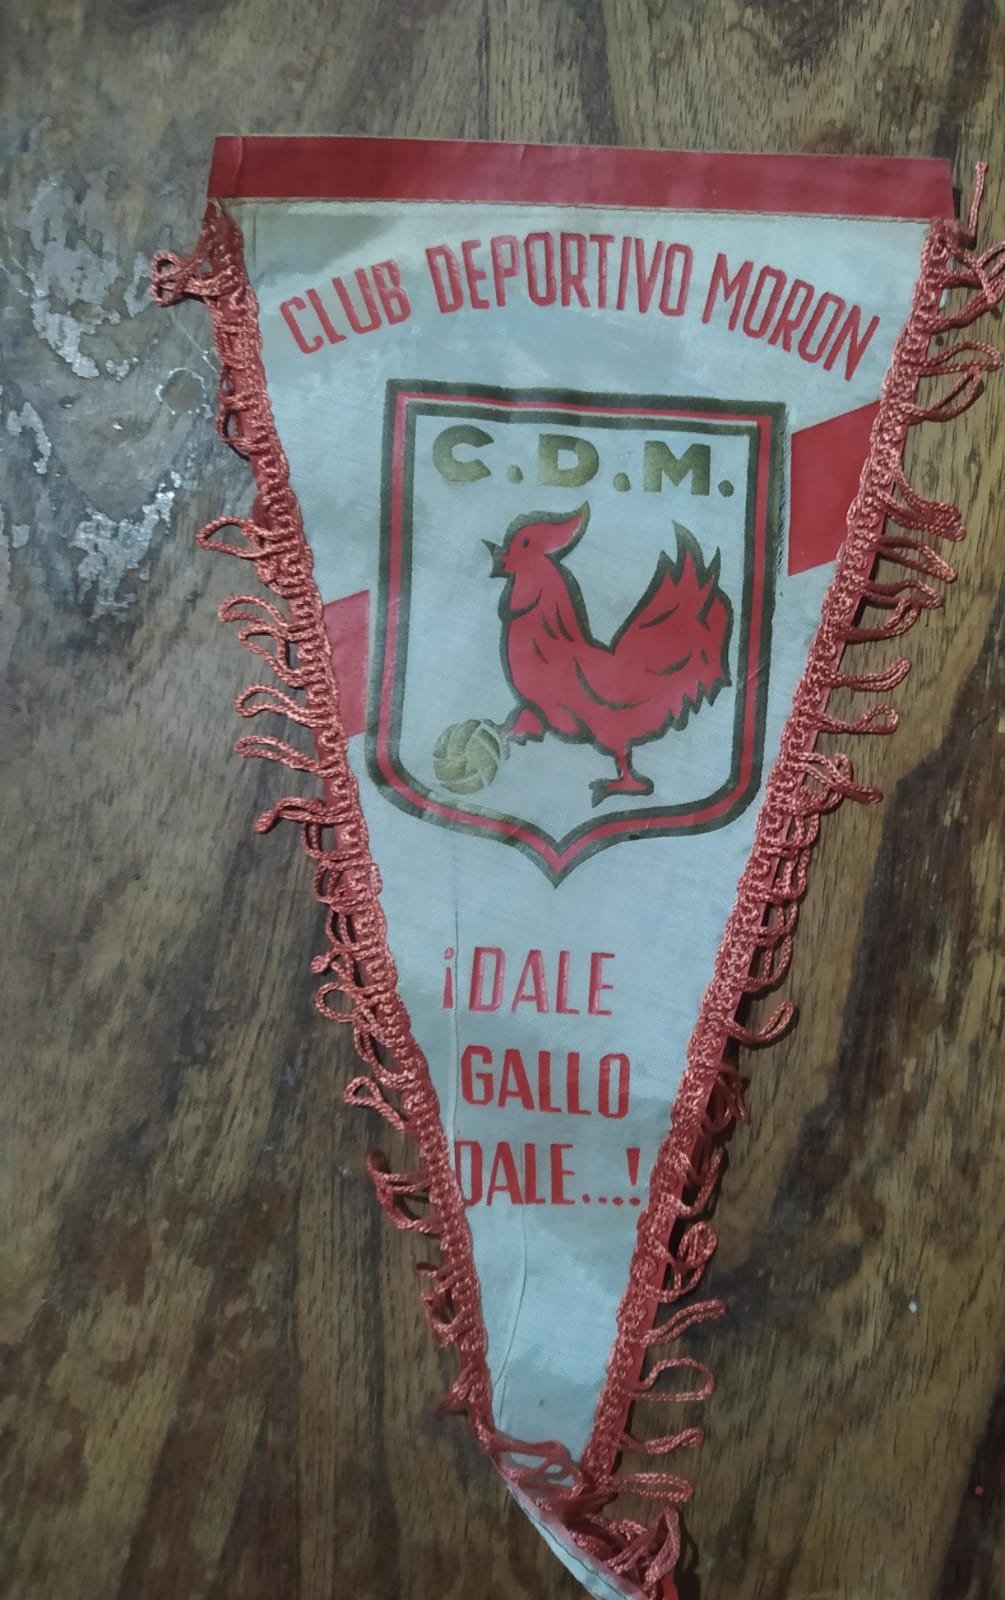 CLUB DEPORTIVO MORON
C.D.M.
¡DALE
GALLO
DALE...!